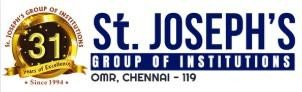 St. JOSEPH'S GROUP OF INSTITUTIONS
31
Years of Excellence
• Since 1994 •
St. JOSEPH'S
GROUP OF INSTITUTIONS
OMR, CHENNAI - 119